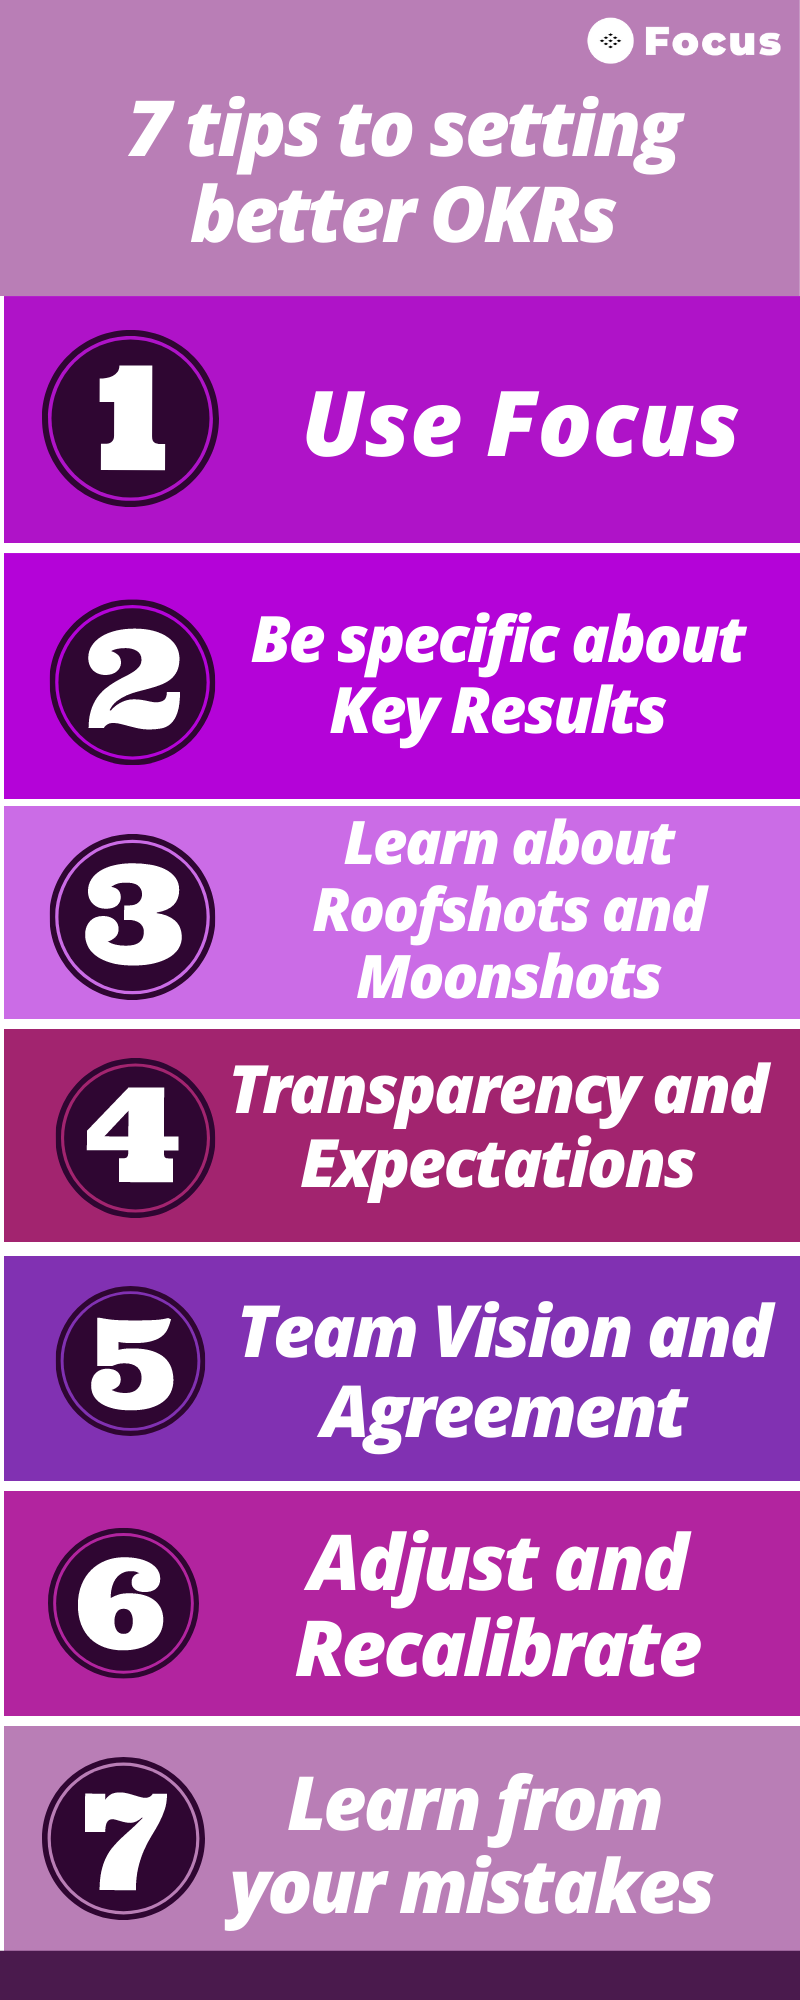 Focus
7 tips to setting
better OKRs
1
Use Focus
2
Be specific about
Key Results
3
Learn about
Roofshots and
Moonshots
4
Transparency and
Expectations
5
Team Vision and
Agreement
6
Adjust and
Recalibrate
7
Learn from
your mistakes